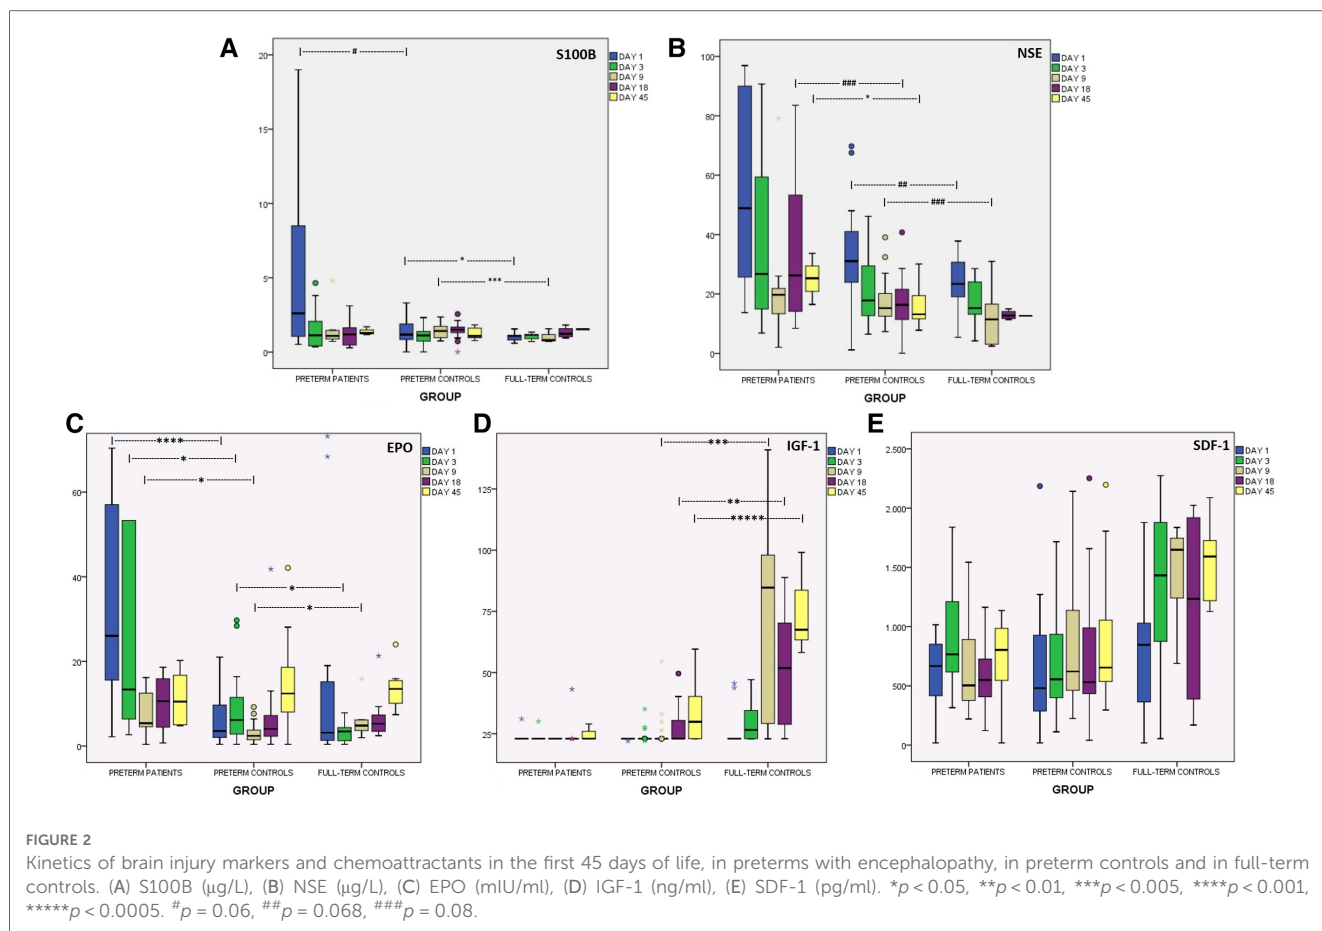 A
S100B
# 
20
15
10
5
0
*
***
DAY 1
DAY 3
DAY 9
DAY 18
DAY 45
PRETERM PATIENTS
PRETERM CONTROLS
FULL-TERM CONTROLS
GROUP
B
NSE
100
80
60
40
20
0
###
*
##
###
DAY 1
DAY 3
DAY 9
DAY 18
DAY 45
PRETERM PATIENTS
PRETERM CONTROLS
FULL-TERM CONTROLS
GROUP
C
EPO
60
40
20
0
****
*
*
*
*
DAY 1
DAY 3
DAY 9
DAY 18
DAY 45
PRETERM PATIENTS
PRETERM CONTROLS
FULL-TERM CONTROLS
GROUP
D
IGF-1
125
100
75
50
25
***
**
*****
DAY 1
DAY 3
DAY 9
DAY 18
DAY 45
PRETERM PATIENTS
PRETERM CONTROLS
FULL-TERM CONTROLS
GROUP
E
SDF-1
2.500
2.000
1.500
1.000
500
0
DAY 1
DAY 3
DAY 9
DAY 18
DAY 45
PRETERM PATIENTS
PRETERM CONTROLS
FULL-TERM CONTROLS
GROUP
FIGURE 2
Kinetics of brain injury markers and chemoattractants in the first 45 days of life, in preterms with encephalopathy, in preterm controls and in full-term
controls. (A) S100B (μg/L), (B) NSE (μg/L), (C) EPO (mIU/ml), (D) IGF-1 (ng/ml), (E) SDF-1 (pg/ml). *p < 0.05, **p < 0.01, ***p < 0.005, ****p < 0.001,
*****p < 0.0005. #p = 0.06, ##p = 0.068, ###p = 0.08.